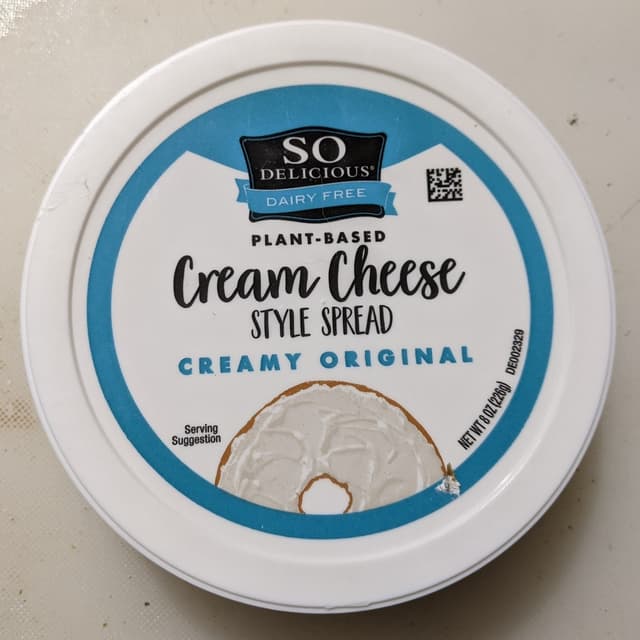 SO
DELICIOUS®
DAIRY FREE
PLANT-BASED
Cream Cheese
STYLE SPREAD
CREAMY ORIGINAL
Serving
Suggestion
NET WT 8 OZ (226g)
DE002329